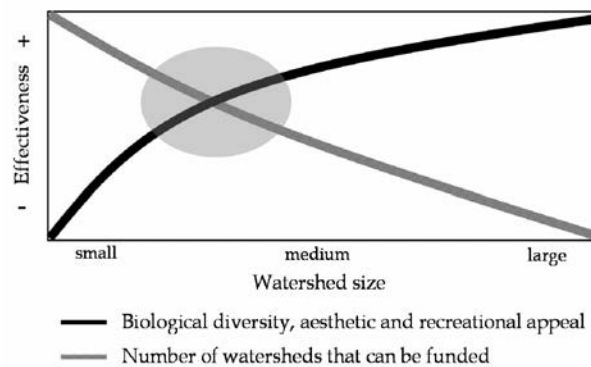 +
Effectiveness
-
small medium large
Watershed size
Biological diversity, aesthetic and recreational appeal
Number of watersheds that can be funded